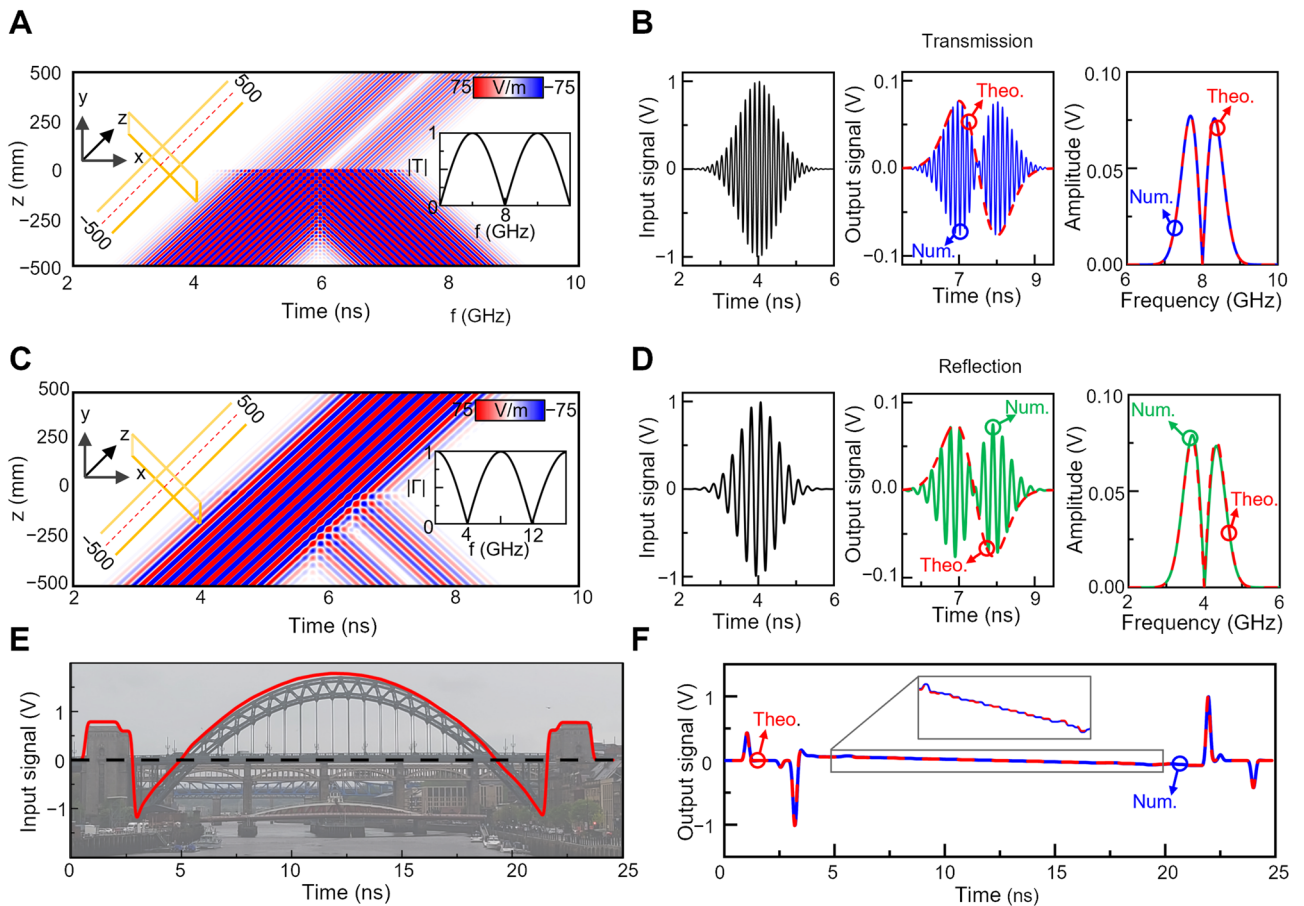 A
500
250
0
−250
−500
z (mm)
y
z
x
500
−500
75 V/m −75
1
|T|
0
8
f (GHz)
2 4 6 8 10
Time (ns)
f (GHz)
B
Transmission
Input signal (V)
1
0
−1
2 4 6
Time (ns)
Output signal (V)
0.1
0.0
−0.1
Theo.
Num.
7 9
Time (ns)
Amplitude (V)
0.10
0.05
0.00
Theo.
Num.
6 8 10
Frequency (GHz)
C
500
250
0
−250
−500
z (mm)
y
z
x
500
−500
75 V/m −75
1
|Γ|
0
4 12
f (GHz)
2 4 6 8 10
Time (ns)
D
Reflection
Input signal (V)
1
0
−1
2 4 6
Time (ns)
Output signal (V)
0.1
0.0
−0.1
Num.
Theo.
7 9
Time (ns)
Amplitude (V)
0.10
0.05
0.00
Num.
Theo.
2 4 6
Frequency (GHz)
E
Input signal (V)
1
0
−1
0 5 10 15 20 25
Time (ns)
F
Output signal (V)
1
0
−1
Theo.
Num.
0 5 10 15 20 25
Time (ns)